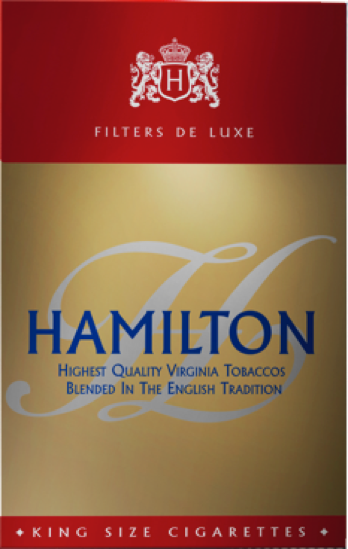 H
FILTERS DE LUXE
HAMILTON
HIGHEST QUALITY VIRGINIA TOBACCOS
BLENDED IN THE ENGLISH TRADITION
KING SIZE CIGARETTES